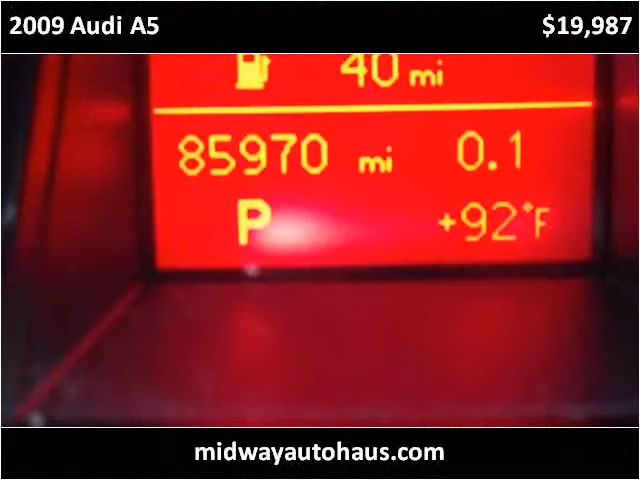 2009 Audi A5 $19,987
40 mi
85970 mi 0.1
P +92°F
midwayautohaus.com